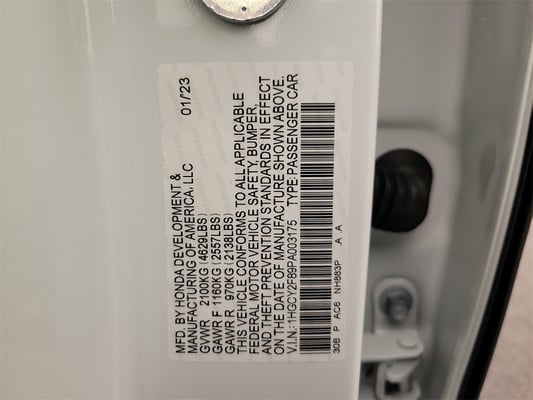 MFD. BY HONDA DEVELOPMENT &
MANUFACTURING OF AMERICA, LLC 01/'23
GVWR 2100KG (4629LBS)
GAWR F 1160KG (2557LBS)
GAWR R 970KG (2138LBS)
THIS VEHICLE CONFORMS TO ALL APPLICABLE
FEDERAL MOTOR VEHICLE SAFETY, BUMPER,
AND THEFT PREVENTION STANDARDS IN EFFECT
ON THE DATE OF MANUFACTURE SHOWN ABOVE.
V.I.N.:1HGCY2F89PA003175 TYPE:PASSENGER CAR
30B P AC6 NH883P A A